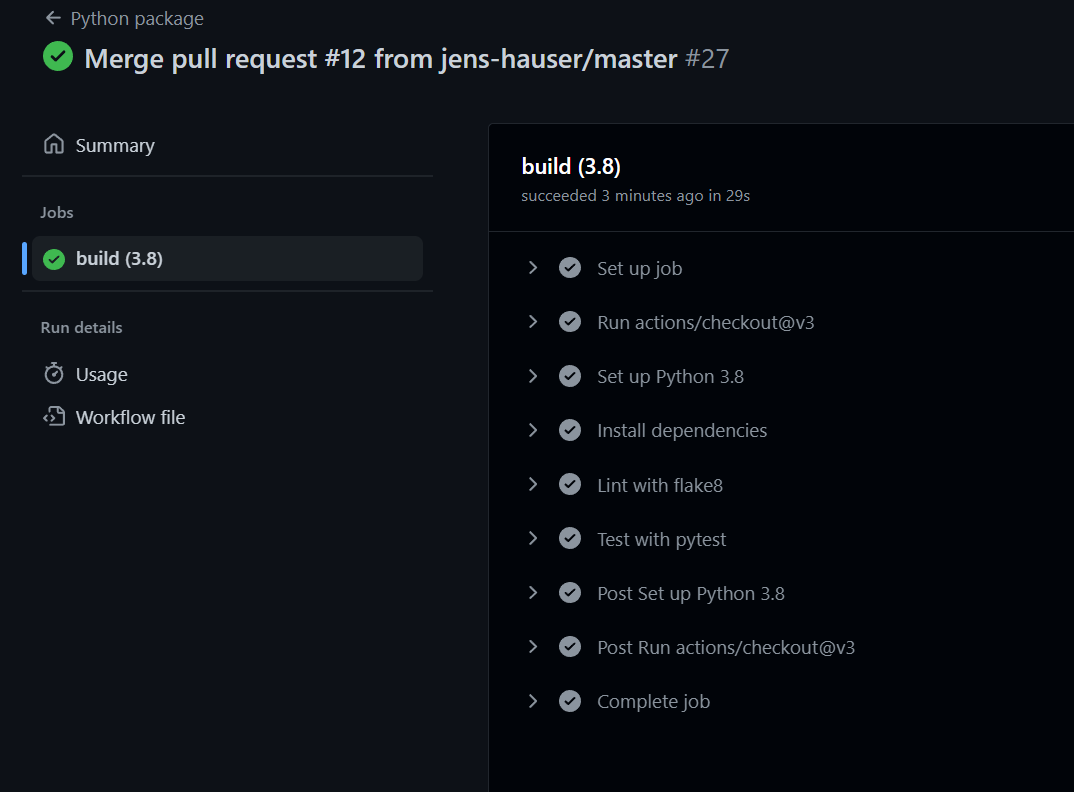 Python package
Merge pull request #12 from jens-hauser/master #27
Summary
Jobs
build (3.8)
Run details
Usage
Workflow file
build (3.8)
succeeded 3 minutes ago in 29s
Set up job
Run actions/checkout@v3
Set up Python 3.8
Install dependencies
Lint with flake8
Test with pytest
Post Set up Python 3.8
Post Run actions/checkout@v3
Complete job